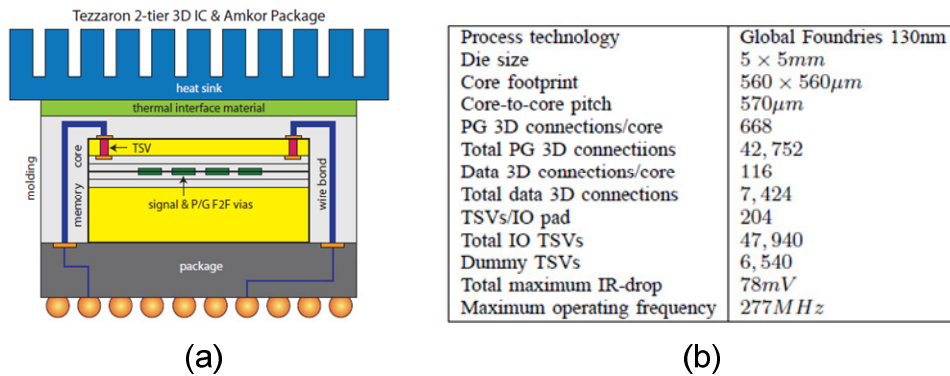 Tezzaron 2-tier 3D IC & Amkor Package
heat sink
thermal interface material
molding
core
TSV
memory
signal & P/G F2F vias
wire bond
package
(a)
Process technology Global Foundries 130nm
Die size 5 × 5mm
Core footprint 560 × 560μm
Core-to-core pitch 570μm
PG 3D connections/core 668
Total PG 3D connectiions 42, 752
Data 3D connections/core 116
Total data 3D connections 7, 424
TSVs/IO pad 204
Total IO TSVs 47, 940
Dummy TSVs 6, 540
Total maximum IR-drop 78mV
Maximum operating frequency 277MHz
(b)